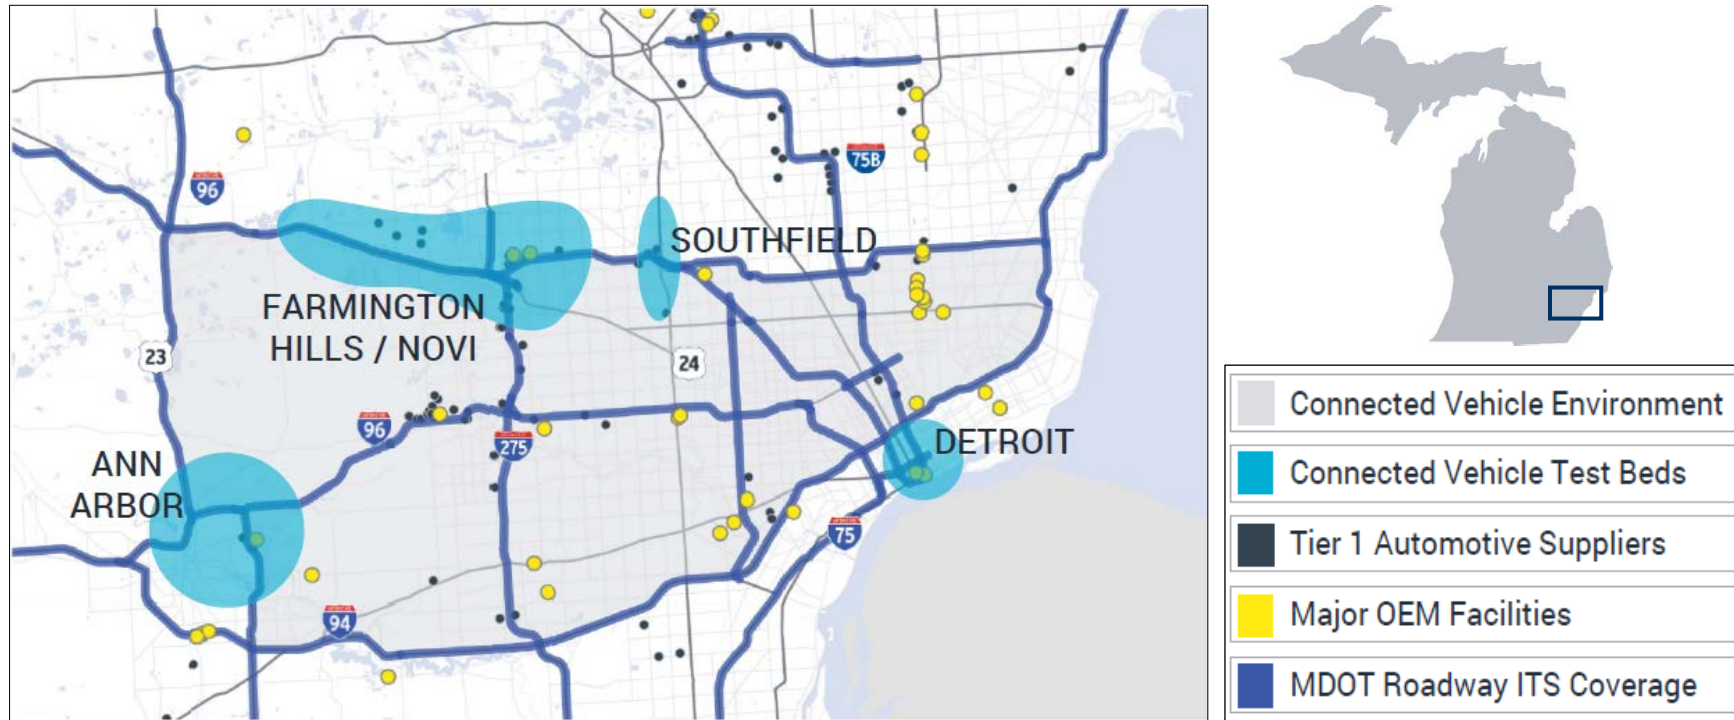 96
75B
SOUTHFIELD
FARMINGTON
HILLS / NOVI
23
24
96
275
DETROIT
ANN
ARBOR
75
94
Connected Vehicle Environment
Connected Vehicle Test Beds
Tier 1 Automotive Suppliers
Major OEM Facilities
MDOT Roadway ITS Coverage